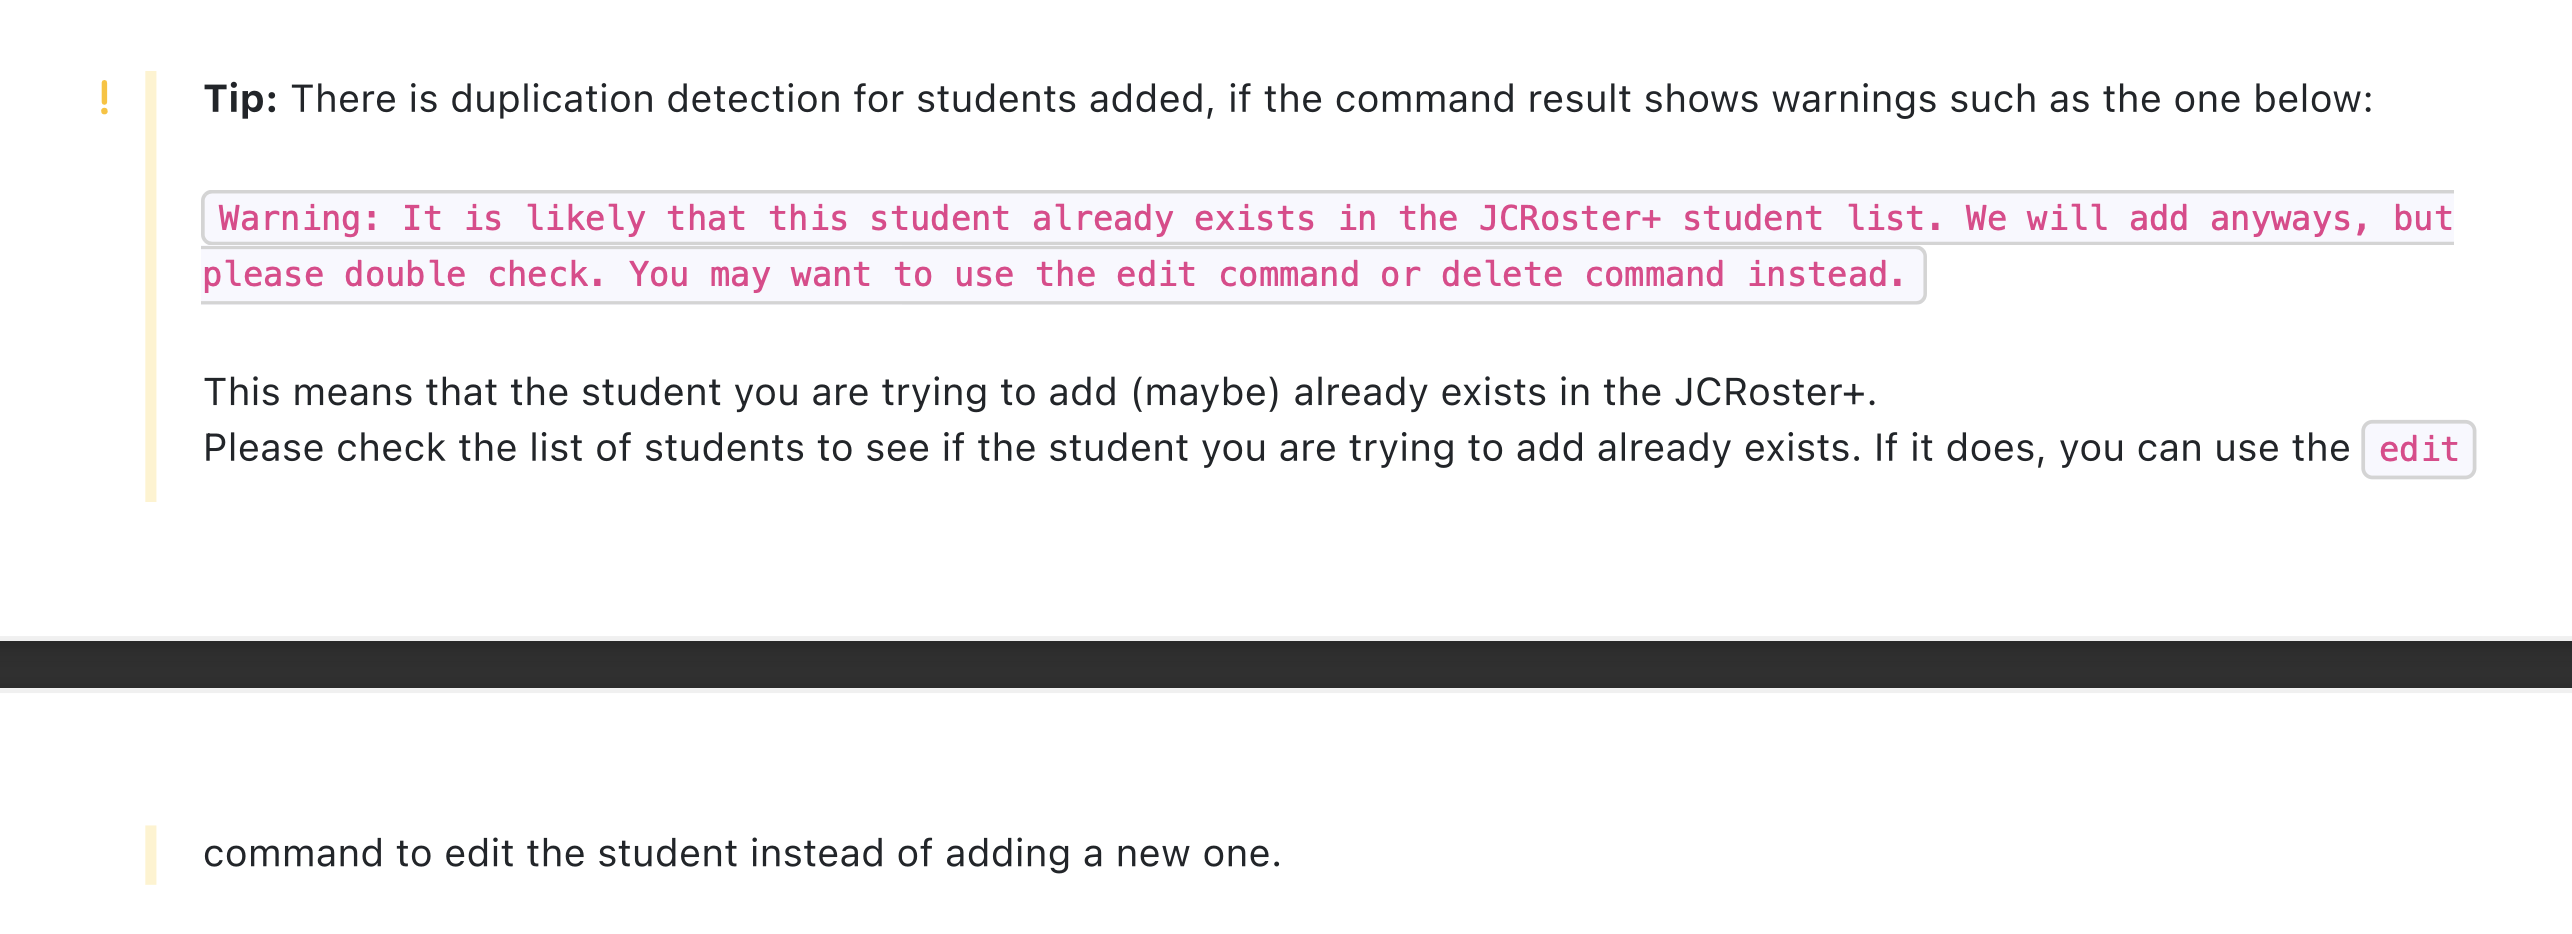 Tip: There is duplication detection for students added, if the command result shows warnings such as the one below:
Warning: It is likely that this student already exists in the JCRoster+ student list. We will add anyways, but
please double check. You may want to use the edit command or delete command instead.
This means that the student you are trying to add (maybe) already exists in the JCRoster+.
Please check the list of students to see if the student you are trying to add already exists. If it does, you can use the edit
command to edit the student instead of adding a new one.